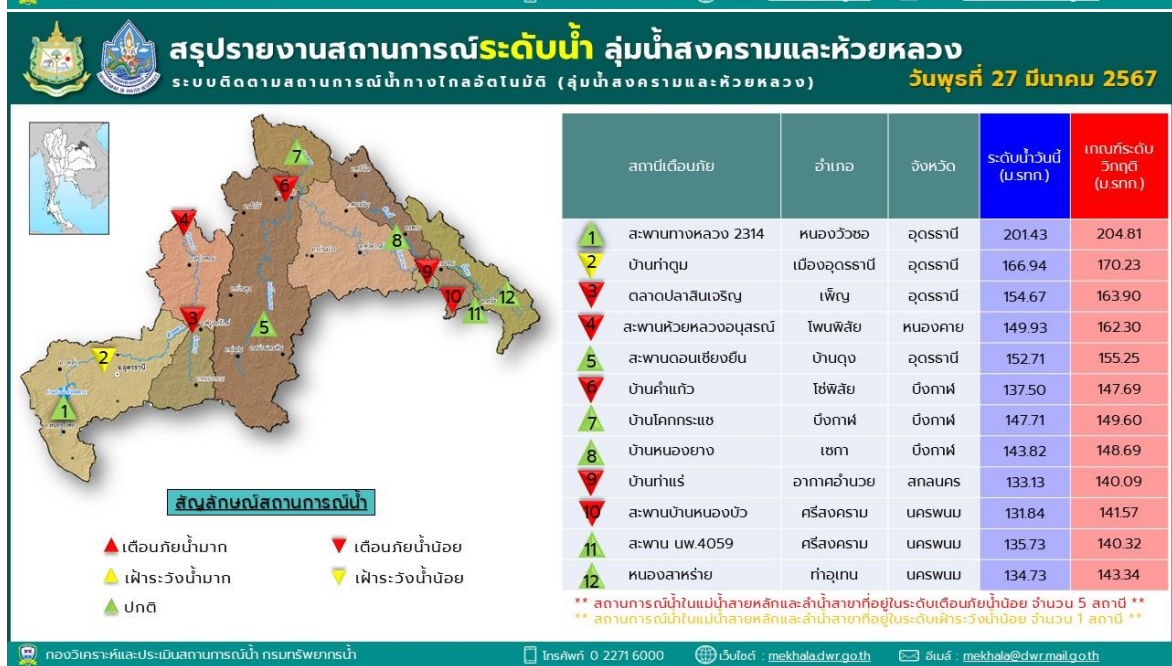 สรุปรายงานสถานการณ์ระดับน้ำ ลุ่มน้ำสงครามและห้วยหลวง
ระบบติดตามสถานการณ์น้ำทางไกลอัตโนมัติ (ลุ่มน้ำสงครามและห้วยหลวง)
วันพุธที่ 27 มีนาคม 2567
7
6
4
8
9
10
12
11
3
5
2
1
สัญลักษณ์สถานการณ์น้ำ
เตือนภัยน้ำมาก เตือนภัยน้ำน้อย
เฝ้าระวังน้ำมาก เฝ้าระวังน้ำน้อย
ปกติ
สถานีเตือนภัย อำเภอ จังหวัด ระดับน้ำวันนี้ (ม.รทก.) เกณฑ์ระดับวิกฤติ (ม.รทก.)
1 สะพานทางหลวง 2314 หนองวัวซอ อุดรธานี 201.43 204.81
2 บ้านท่าตูม เมืองอุดรธานี อุดรธานี 166.94 170.23
3 ตลาดปลาสินเจริญ เพ็ญ อุดรธานี 154.67 163.90
4 สะพานห้วยหลวงอนุสรณ์ โพนพิสัย หนองคาย 149.93 162.30
5 สะพานดอนเชียงยืน บ้านดุง อุดรธานี 152.71 155.25
6 บ้านคำแก้ว โซ่พิสัย บึงกาฬ 137.50 147.69
7 บ้านโคกกระแซ บึงกาฬ บึงกาฬ 147.71 149.60
8 บ้านหนองยาง เซกา บึงกาฬ 143.82 148.69
9 บ้านท่าแร่ อากาศอำนวย สกลนคร 133.13 140.09
10 สะพานบ้านหนองบัว ศรีสงคราม นครพนม 131.84 141.57
11 สะพาน นพ.4059 ศรีสงคราม นครพนม 135.73 140.32
12 หนองสาหร่าย ท่าอุเทน นครพนม 134.73 143.34
** สถานการณ์น้ำในแม่น้ำสายหลักและลำน้ำสาขาที่อยู่ในระดับเตือนภัยน้ำน้อย จำนวน 5 สถานี **
** สถานการณ์น้ำในแม่น้ำสายหลักและลำน้ำสาขาที่อยู่ในระดับเฝ้าระวังน้ำน้อย จำนวน 1 สถานี **
กองวิเคราะห์และประเมินสถานการณ์น้ำ กรมทรัพยากรน้ำ โทรศัพท์ 0 2271 6000 เว็บไซต์ : mekhala.dwr.go.th อีเมล์ : mekhala@dwr.mail.go.th